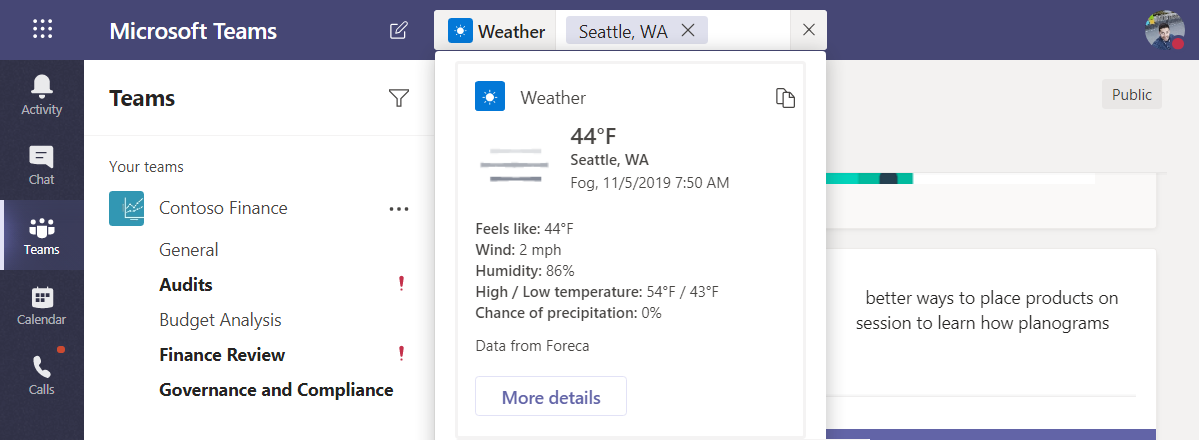 Microsoft Teams
Weather Seattle, WA
Activity
Chat
Teams
Calendar
Calls
Teams
Your teams
Contoso Finance
General
Audits
Budget Analysis
Finance Review
Governance and Compliance
Weather
44°F
Seattle, WA
Fog, 11/5/2019 7:50 AM
Feels like: 44°F
Wind: 2 mph
Humidity: 86%
High / Low temperature: 54°F / 43°F
Chance of precipitation: 0%
Data from Foreca
More details
Public
better ways to place products on
session to learn how planograms